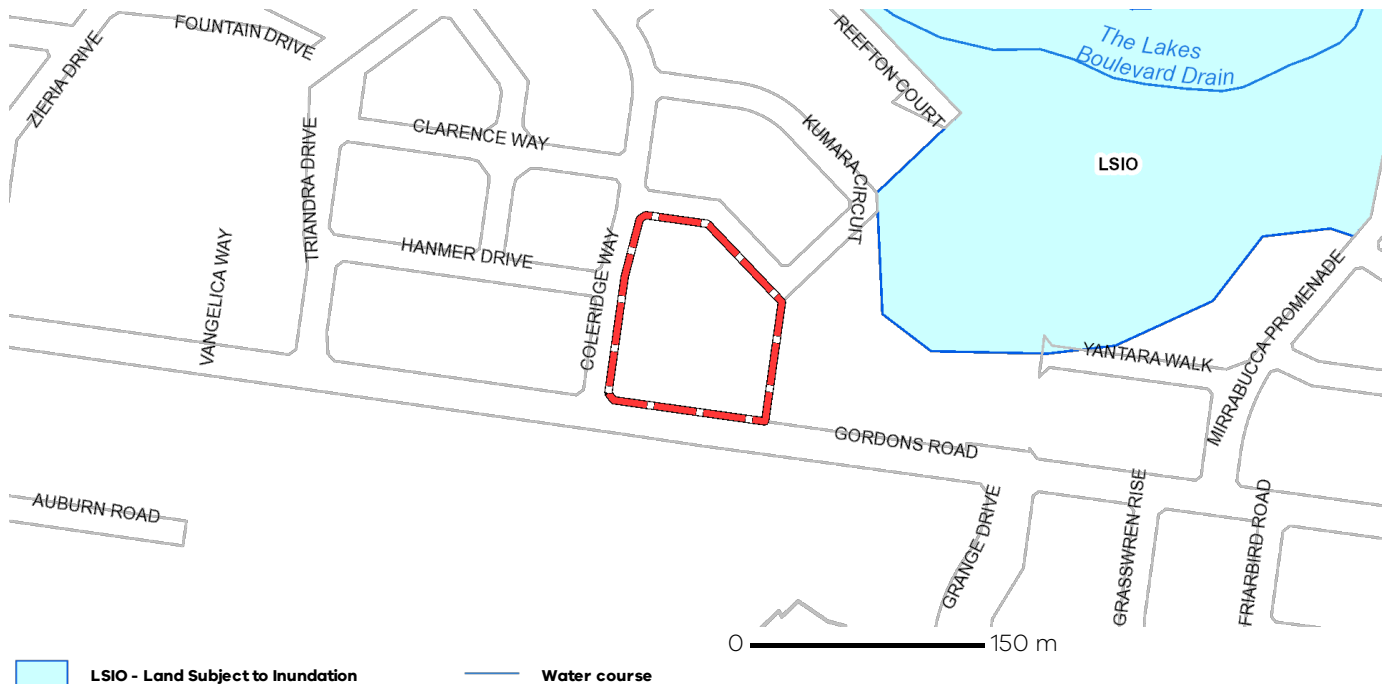 FOUNTAIN DRIVE
ZIERIA DRIVE
REEFTON COURT
The Lakes
Boulevard Drain
CLARENCE WAY
KUMARA CIRCUIT
TRIANDRA DRIVE
LSIO
HANMER DRIVE
VANGELICA WAY
COLERIDGE WAY
MIRRABUCCA PROMENADE
YANTARA WALK
GORDONS ROAD
AUBURN ROAD
GRANGE DRIVE
GRASSWREN RISE
FRIARBIRD ROAD
0 150 m
LSIO - Land Subject to Inundation
Water course